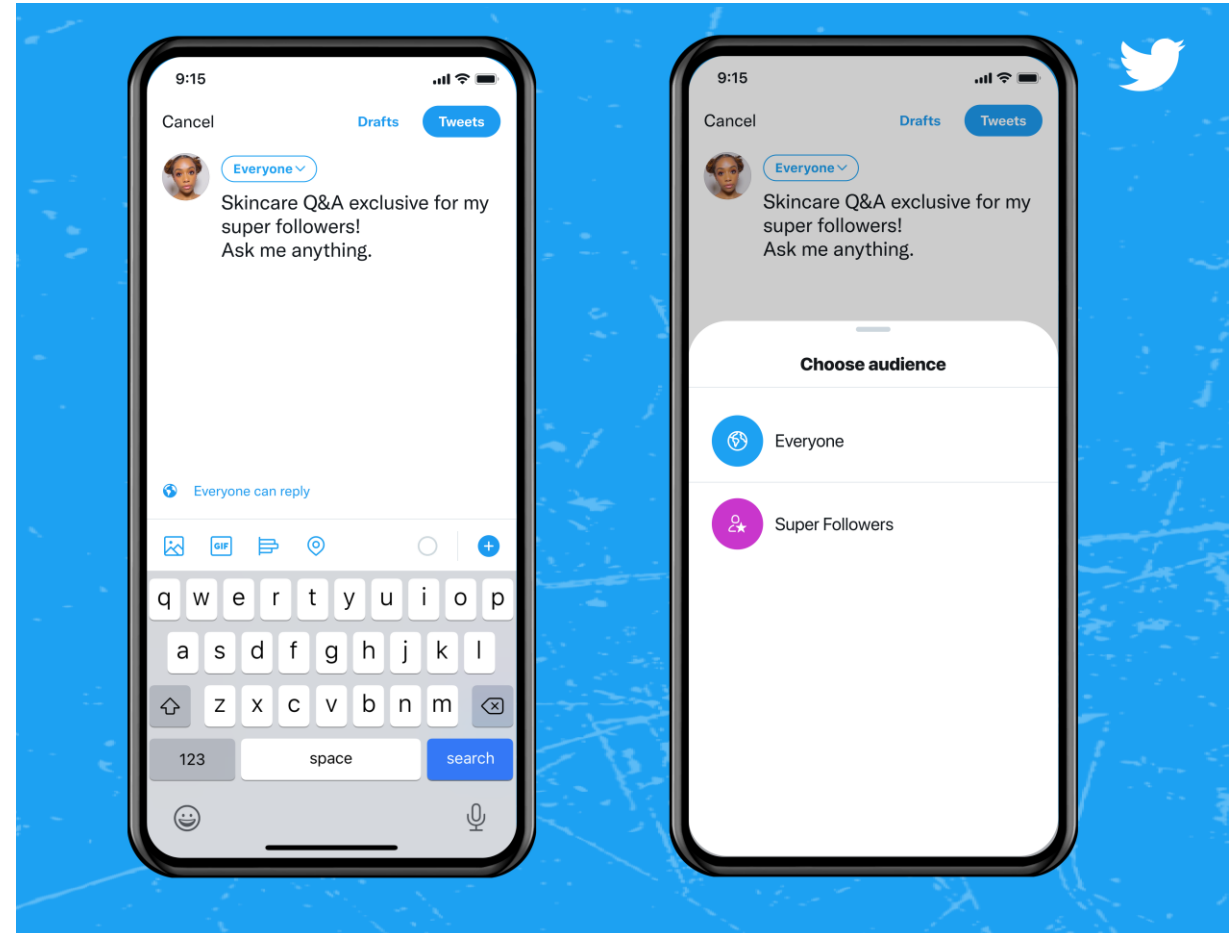 9:15
Cancel
Drafts
Tweets
Everyone
Skincare Q&A exclusive for my
super followers!
Ask me anything.
Everyone can reply
GIF
q w e r t y u i o p
a s d f g h j k l
z x c v b n m
123
space
search
9:15
Cancel
Drafts
Tweets
Everyone
Skincare Q&A exclusive for my
super followers!
Ask me anything.
Choose audience
Everyone
Super Followers